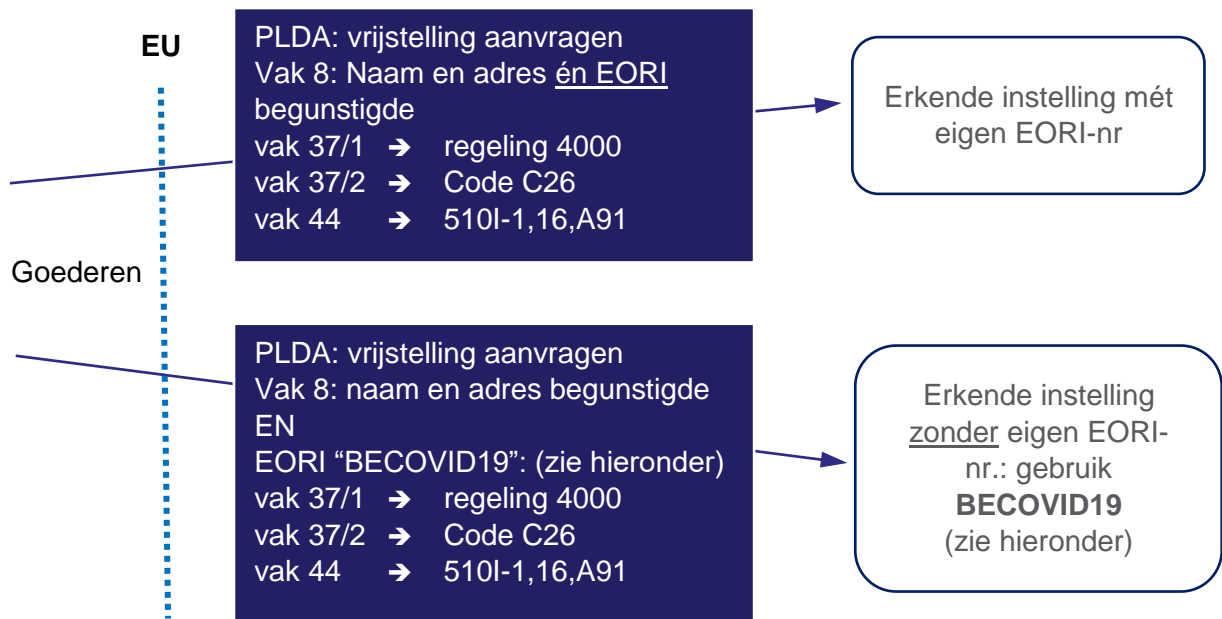 EU
PLDA: vrijstelling aanvragen
Vak 8: Naam en adres én EORI
begunstigde
vak 37/1 ➔ regeling 4000
vak 37/2 ➔ Code C26
vak 44 ➔ 510I-1,16,A91
Erkende instelling mét
eigen EORI-nr
Goederen
PLDA: vrijstelling aanvragen
Vak 8: naam en adres begunstigde
EN
EORI “BECOVID19”: (zie hieronder)
vak 37/1 ➔ regeling 4000
vak 37/2 ➔ Code C26
vak 44 ➔ 510I-1,16,A91
Erkende instelling
zonder eigen EORI-
nr.: gebruik
BECOVID19
(zie hieronder)